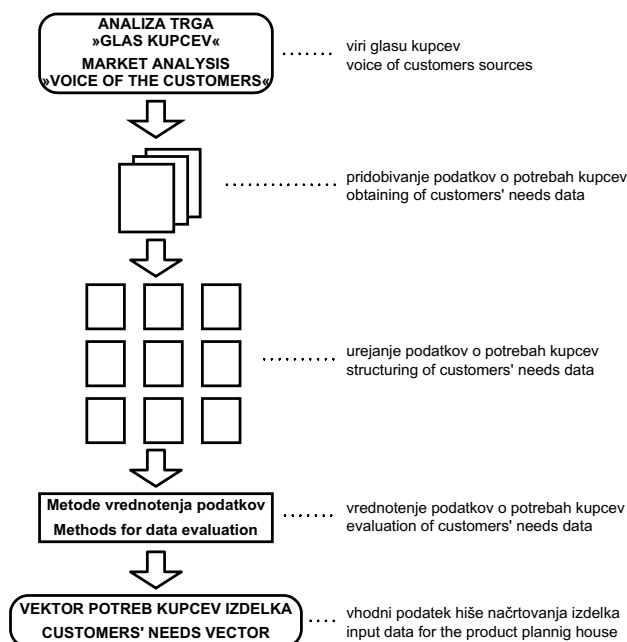 ANALIZA TRGA
»GLAS KUPCEV«
MARKET ANALYSIS
»VOICE OF THE CUSTOMERS«
viri glasu kupcev
voice of customers sources
pridobivanje podatkov o potrebah kupcev
obtaining of customers' needs data
urejanje podatkov o potrebah kupcev
structuring of customers' needs data
Metode vrednotenja podatkov
Methods for data evaluation
vrednotenje podatkov o potrebah kupcev
evaluation of customers' needs data
VEKTOR POTREB KUPCEV IZDELKA
CUSTOMERS' NEEDS VECTOR
vhodni podatek hiše načrtovanja izdelka
input data for the product plannig house